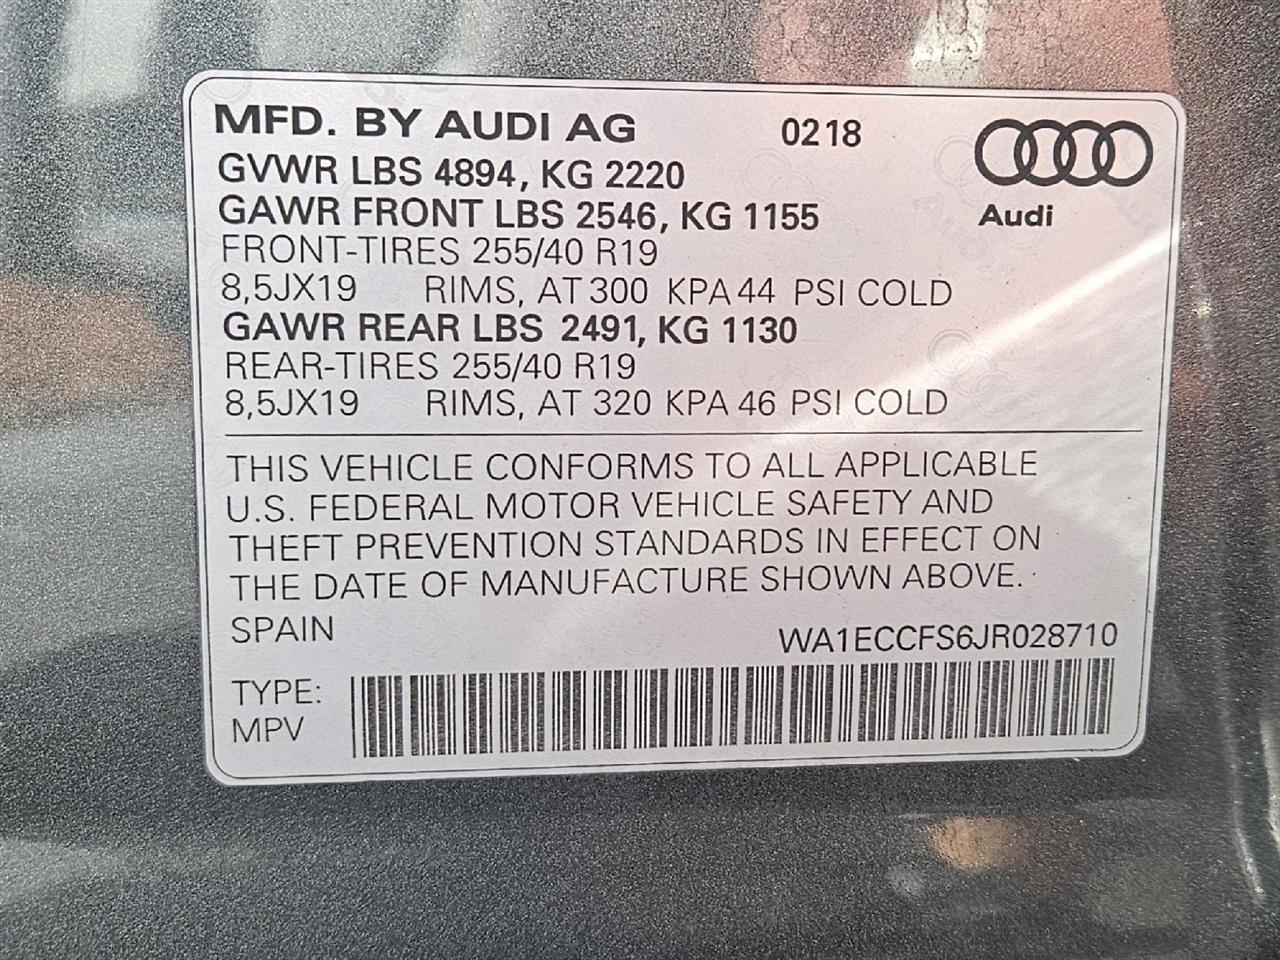 MFD. BY AUDI AG 0218
GVWR LBS 4894, KG 2220
GAWR FRONT LBS 2546, KG 1155
Audi
FRONT-TIRES 255/40 R19
8,5JX19 RIMS, AT 300 KPA 44 PSI COLD
GAWR REAR LBS 2491, KG 1130
REAR-TIRES 255/40 R19
8,5JX19 RIMS, AT 320 KPA 46 PSI COLD
THIS VEHICLE CONFORMS TO ALL APPLICABLE
U.S. FEDERAL MOTOR VEHICLE SAFETY AND
THEFT PREVENTION STANDARDS IN EFFECT ON
THE DATE OF MANUFACTURE SHOWN ABOVE.
SPAIN WA1ECCFS6JR028710
TYPE:
MPV